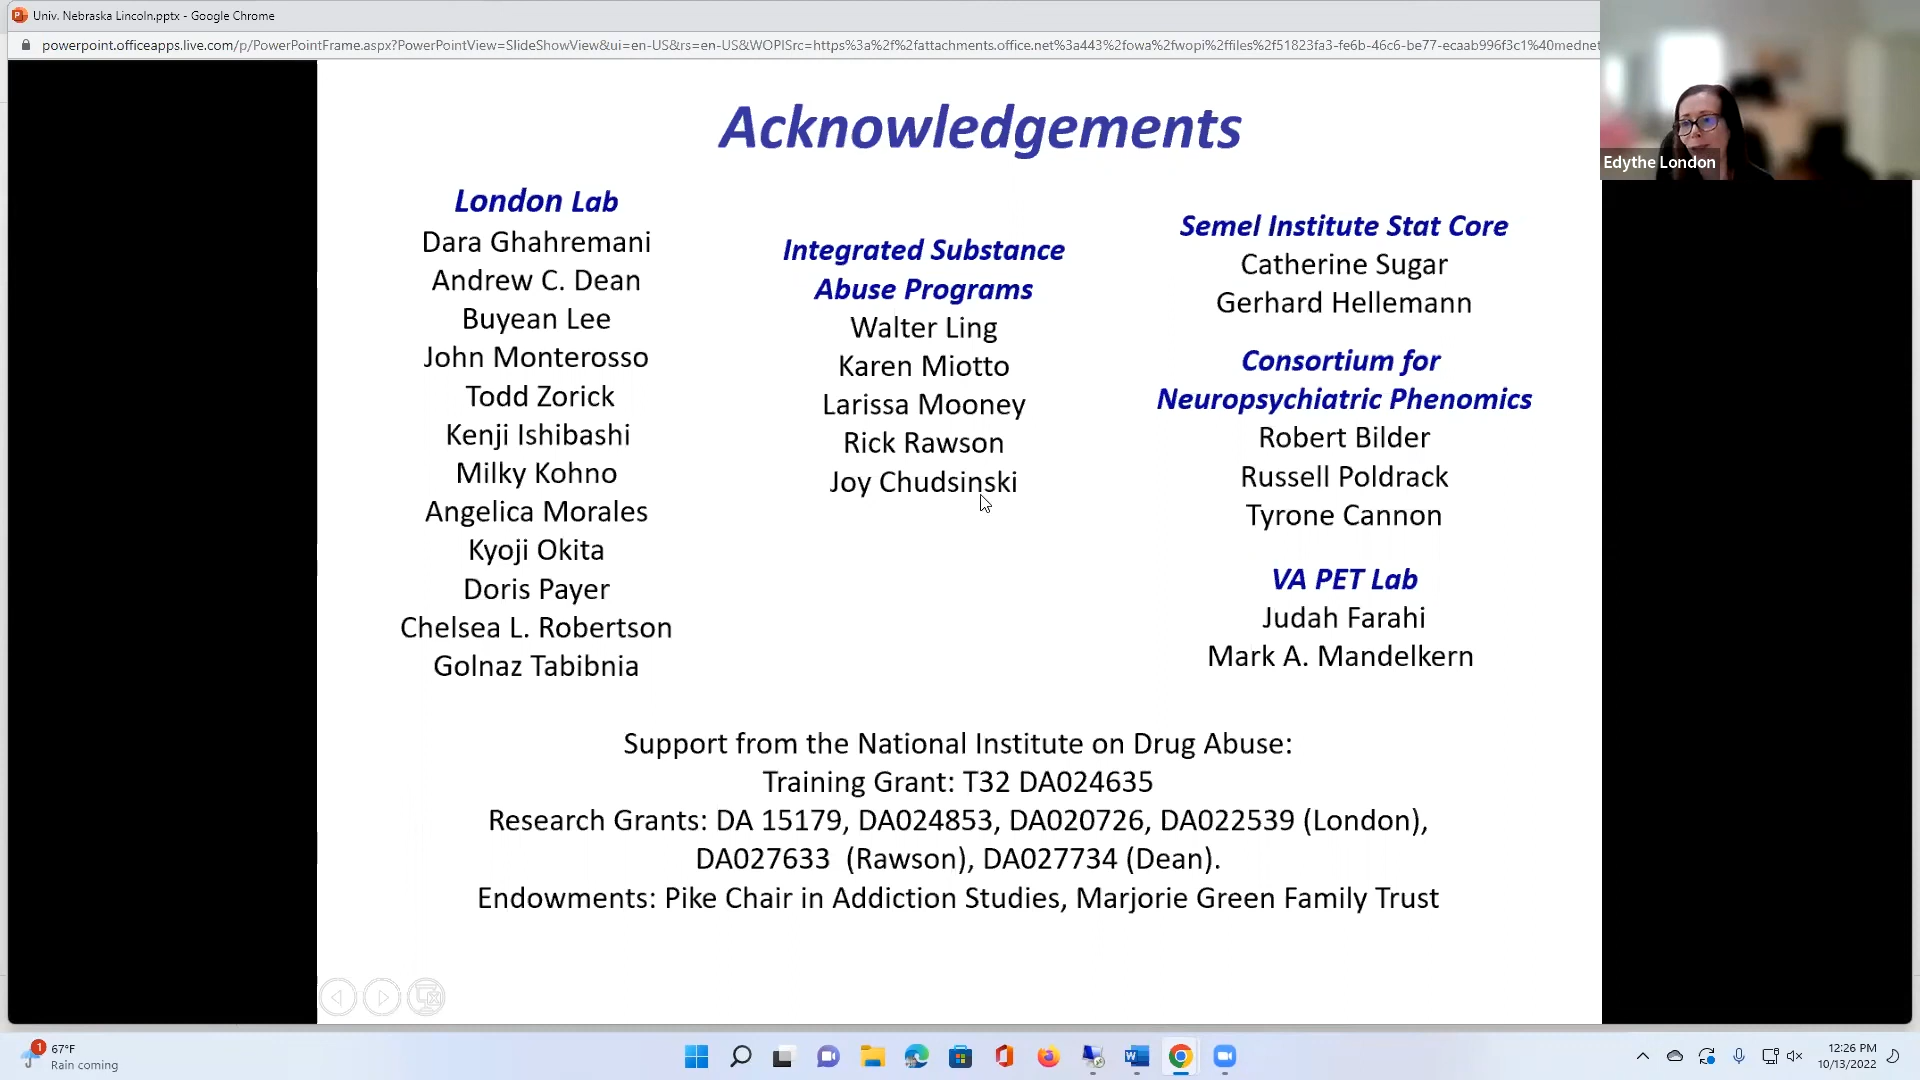 Univ. Nebraska Lincoln.pptx - Google Chrome
powerpoint.officeapps.live.com/p/PowerPointFrame.aspx?PowerPointView=SlideShowView&ui=en-US&rs=en-US&WOPISrc=https%3a%2f%2fattachments.office.net%3a443%2fowa%2fwopi%2ffiles%2f51823fa3-fe6b-46c6-be77-ecaab996f3c1%40mednet
Edythe London
Acknowledgements
London Lab
Dara Ghahremani
Andrew C. Dean
Buyean Lee
John Monterosso
Todd Zorick
Kenji Ishibashi
Milky Kohno
Angelica Morales
Kyoji Okita
Doris Payer
Chelsea L. Robertson
Golnaz Tabibnia
Integrated Substance
Abuse Programs
Walter Ling
Karen Miotto
Larissa Mooney
Rick Rawson
Joy Chudsinski
Semel Institute Stat Core
Catherine Sugar
Gerhard Hellemann
Consortium for
Neuropsychiatric Phenomics
Robert Bilder
Russell Poldrack
Tyrone Cannon
VA PET Lab
Judah Farahi
Mark A. Mandelkern
Support from the National Institute on Drug Abuse:
Training Grant: T32 DA024635
Research Grants: DA 15179, DA024853, DA020726, DA022539 (London),
DA027633 (Rawson), DA027734 (Dean).
Endowments: Pike Chair in Addiction Studies, Marjorie Green Family Trust
1
67°F
Rain coming
12:26 PM
10/13/2022